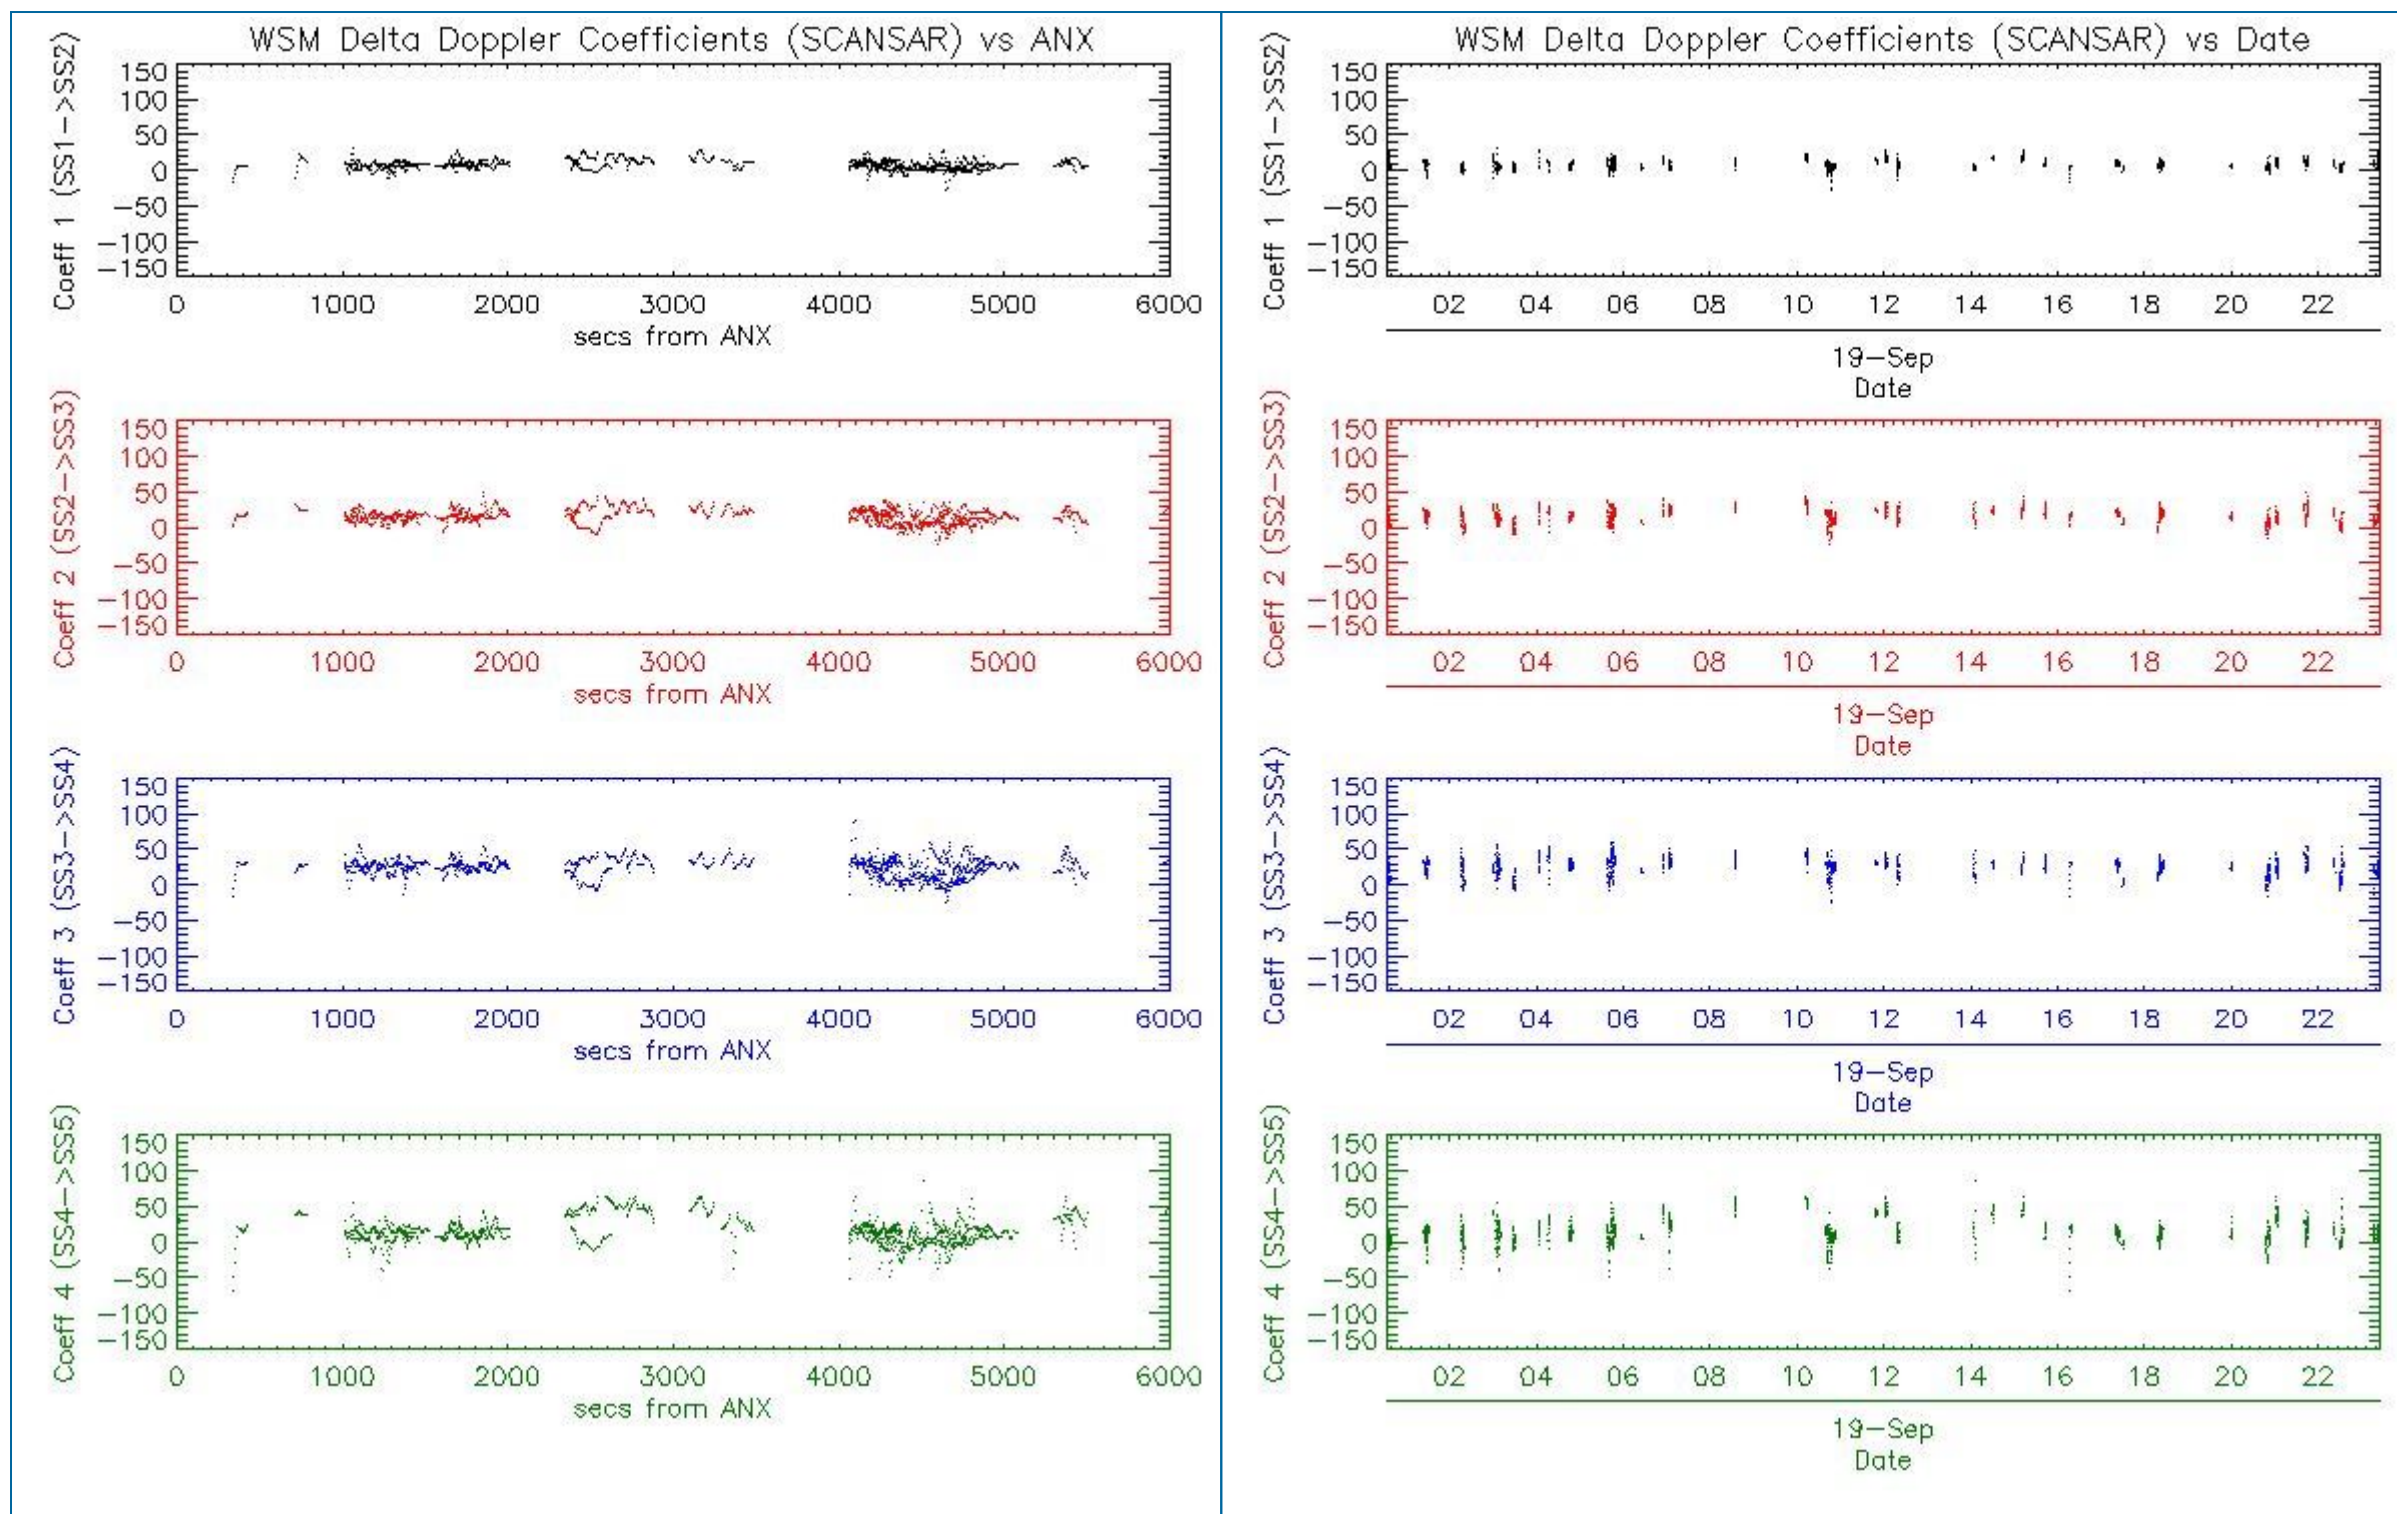 WSM Delta Doppler Coefficients (SCANSAR) vs ANX
Coeff 1 (SS1->SS2)
150
100
50
0
-50
-100
-150
0 1000 2000 3000 4000 5000 6000
secs from ANX
Coeff 2 (SS2->SS3)
150
100
50
0
-50
-100
-150
0 1000 2000 3000 4000 5000 6000
secs from ANX
Coeff 3 (SS3->SS4)
150
100
50
0
-50
-100
-150
0 1000 2000 3000 4000 5000 6000
secs from ANX
Coeff 4 (SS4->SS5)
150
100
50
0
-50
-100
-150
0 1000 2000 3000 4000 5000 6000
secs from ANX
WSM Delta Doppler Coefficients (SCANSAR) vs Date
Coeff 1 (SS1->SS2)
150
100
50
0
-50
-100
-150
02 04 06 08 10 12 14 16 18 20 22
19-Sep
Date
Coeff 2 (SS2->SS3)
150
100
50
0
-50
-100
-150
02 04 06 08 10 12 14 16 18 20 22
19-Sep
Date
Coeff 3 (SS3->SS4)
150
100
50
0
-50
-100
-150
02 04 06 08 10 12 14 16 18 20 22
19-Sep
Date
Coeff 4 (SS4->SS5)
150
100
50
0
-50
-100
-150
02 04 06 08 10 12 14 16 18 20 22
19-Sep
Date